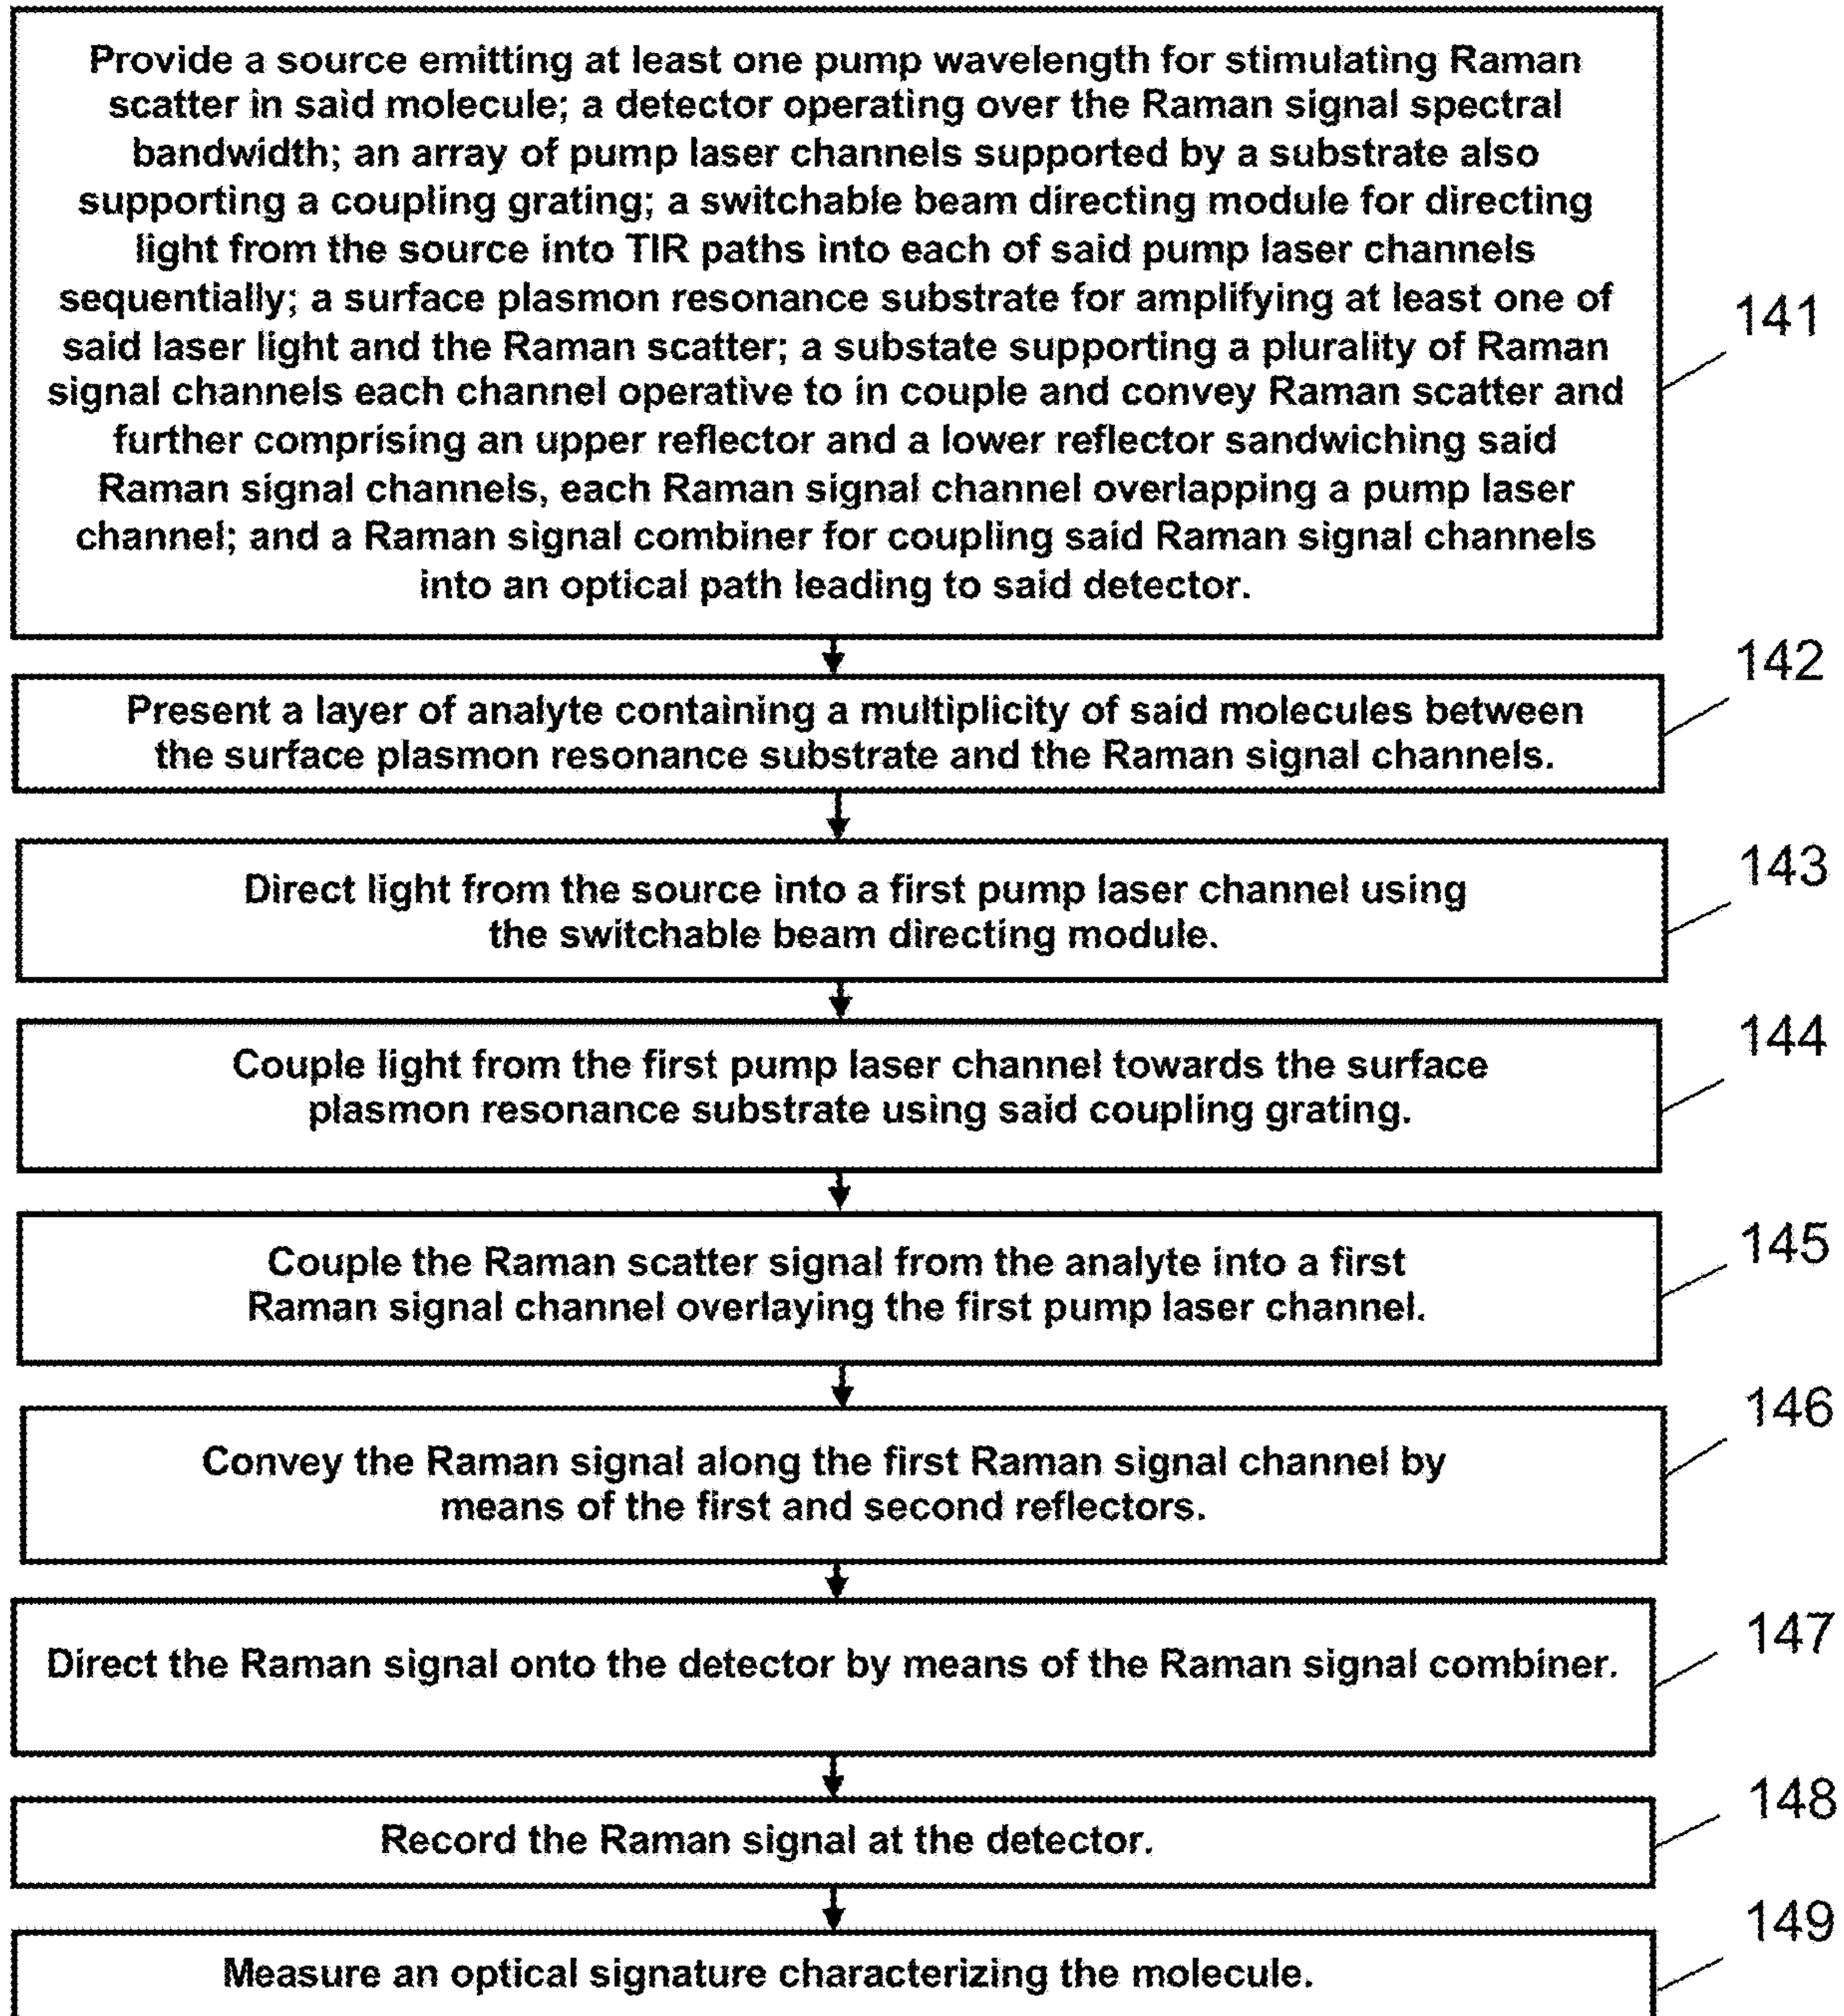 Provide a source emitting at least one pump wavelength for stimulating Raman
scatter in said molecule; a detector operating over the Raman signal spectral
bandwidth; an array of pump laser channels supported by a substrate also
supporting a coupling grating; a switchable beam directing module for directing
light from the source into TIR paths into each of said pump laser channels
sequentially; a surface plasmon resonance substrate for amplifying at least one of
said laser light and the Raman scatter; a substate supporting a plurality of Raman
signal channels each channel operative to in couple and convey Raman scatter and
further comprising an upper reflector and a lower reflector sandwiching said
Raman signal channels, each Raman signal channel overlapping a pump laser
channel; and a Raman signal combiner for coupling said Raman signal channels
into an optical path leading to said detector.
141
Present a layer of analyte containing a multiplicity of said molecules between
the surface plasmon resonance substrate and the Raman signal channels.
142
Direct light from the source into a first pump laser channel using
the switchable beam directing module.
143
Couple light from the first pump laser channel towards the surface
plasmon resonance substrate using said coupling grating.
144
Couple the Raman scatter signal from the analyte into a first
Raman signal channel overlaying the first pump laser channel.
145
Convey the Raman signal along the first Raman signal channel by
means of the first and second reflectors.
146
Direct the Raman signal onto the detector by means of the Raman signal combiner.
147
Record the Raman signal at the detector.
148
Measure an optical signature characterizing the molecule.
149